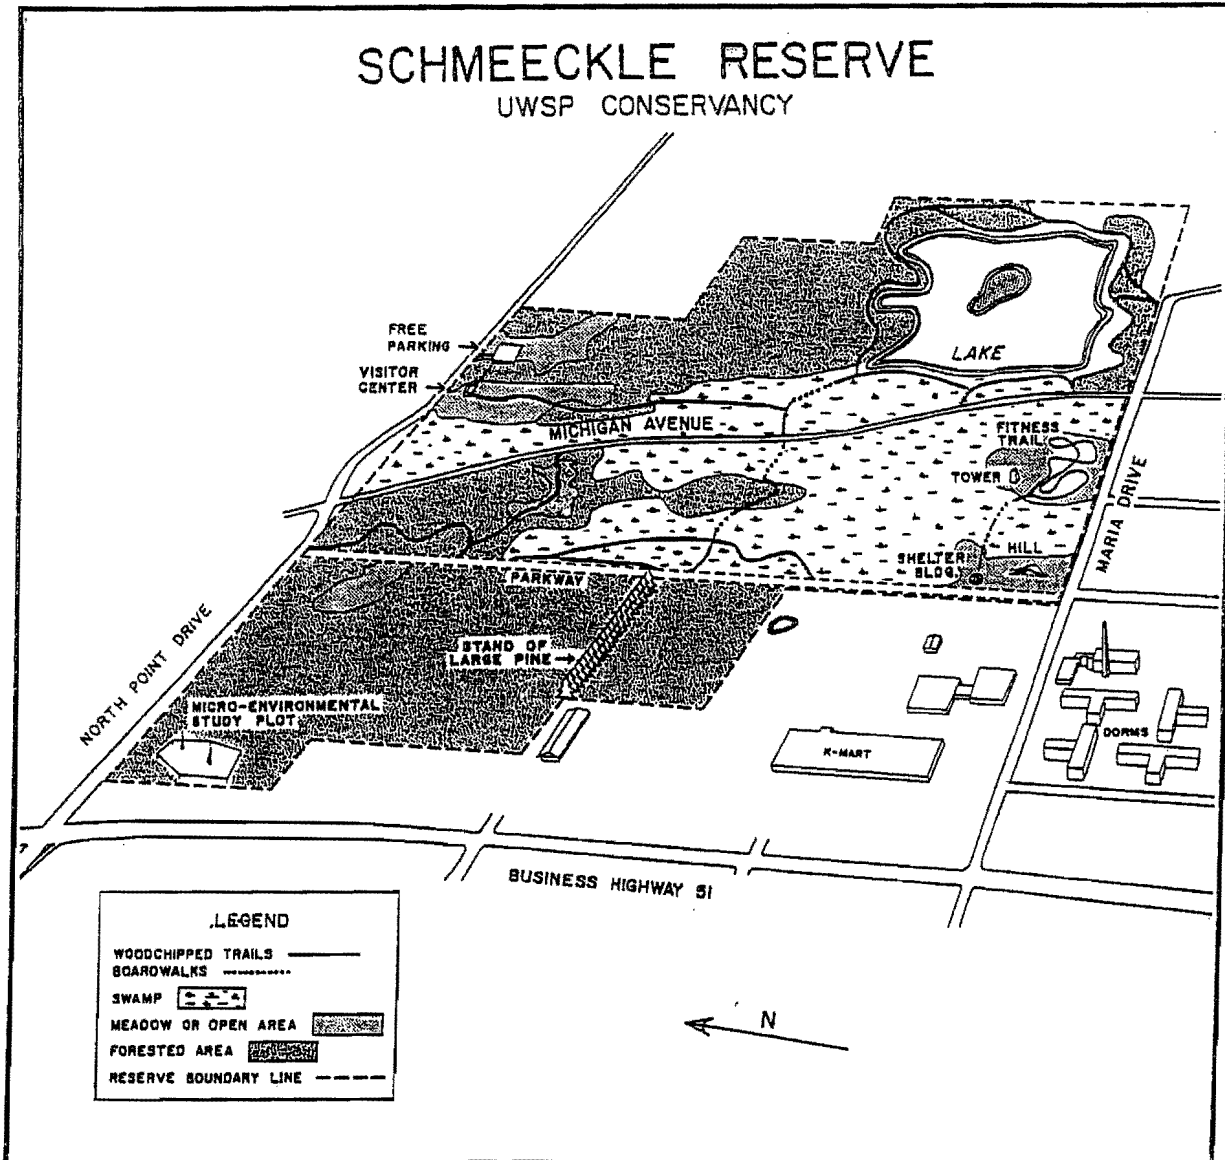 SCHMEECKLE RESERVE
UWSP CONSERVANCY
FREE
PARKING
VISITOR
CENTER
LAKE
MICHIGAN AVENUE
FITNESS
TRAIL
TOWER
MARIA DRIVE
HILL
SHELTER
BLDG.
PARKWAY
NORTH POINT DRIVE
STAND OF
LARGE PINE
MICRO-ENVIRONMENTAL
STUDY PLOT
K-MART
DORMS
BUSINESS HIGHWAY 51
LEGEND
WOODCHIPPED TRAILS
BOARDWALKS
SWAMP
MEADOW OR OPEN AREA
FORESTED AREA
RESERVE BOUNDARY LINE
N